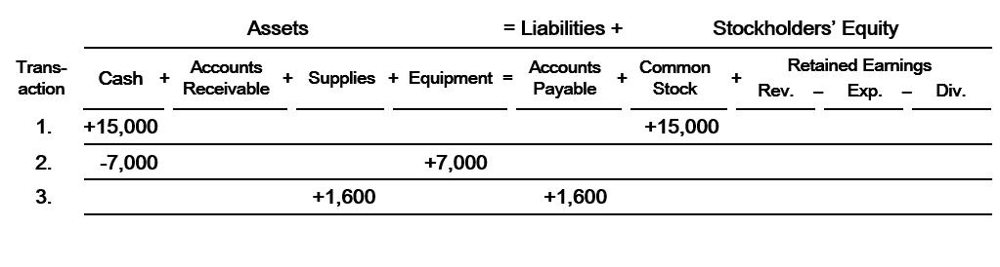 Assets = Liabilities + Stockholders' Equity
Trans-
action
Cash + Accounts Receivable + Supplies + Equipment = Accounts Payable + Common Stock + Retained Earnings
Rev. – Exp. – Div.
1. +15,000 +15,000
2. -7,000 +7,000
3. +1,600 +1,600